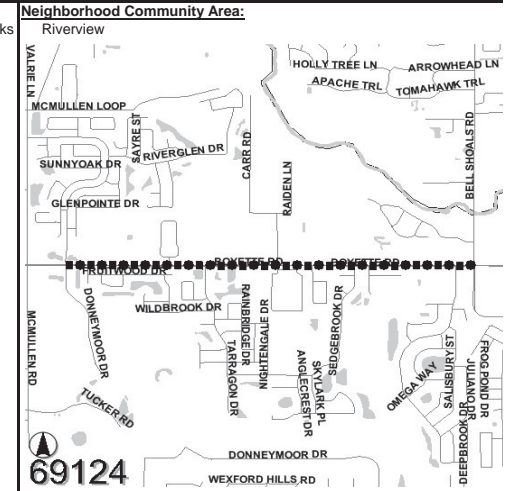 Neighborhood Community Area:
ks Riverview
HOLLY TREE LN
ARROWHEAD LN
APACHE TRL
TOMAHAWK TRL
VALRIE LN
MCMULLEN LOOP
SAYRE ST
RIVERGLEN DR
SUNNYOAK DR
GLENPOINTE DR
CARR RD
RAIDEN LN
BELL SHOALS RD
BOYETTE RD
BOYETTE RD
FRUITWOOD DR
DONNEYMOOR DR
WILDBROOK DR
RAINBRIDGE DR
TARRAGON DR
NIGHTENGALE DR
SEDGEBROOK DR
SKYLARK PL
ANGLECREST DR
MCMULLEN RD
TUCKER RD
OMEGA WAY
SALISBURY ST
JULIANO DR
FROG POND DR
DEEPBROOK DR
DONNEYMOOR DR
WEXFORD HILLS RD
69124